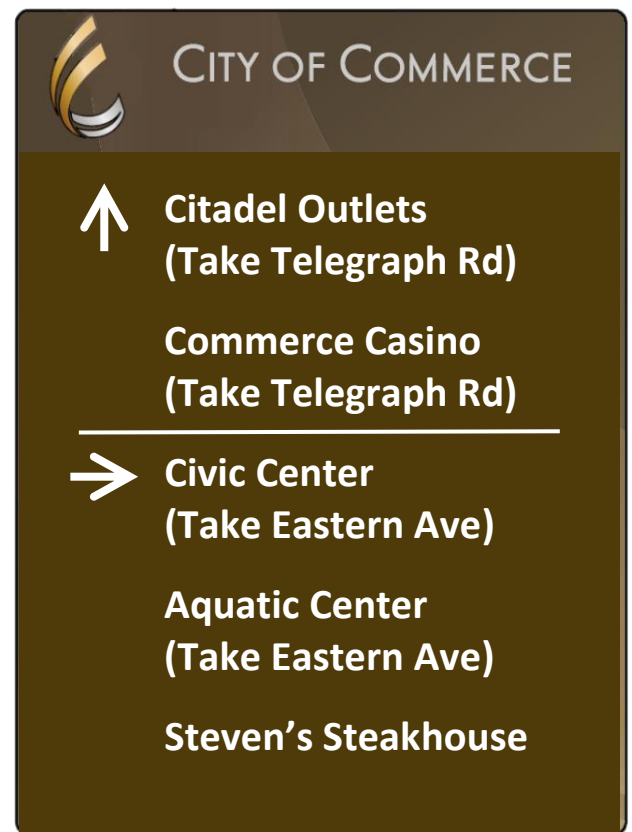 CITY OF COMMERCE
Citadel Outlets
(Take Telegraph Rd)
Commerce Casino
(Take Telegraph Rd)
Civic Center
(Take Eastern Ave)
Aquatic Center
(Take Eastern Ave)
Steven’s Steakhouse